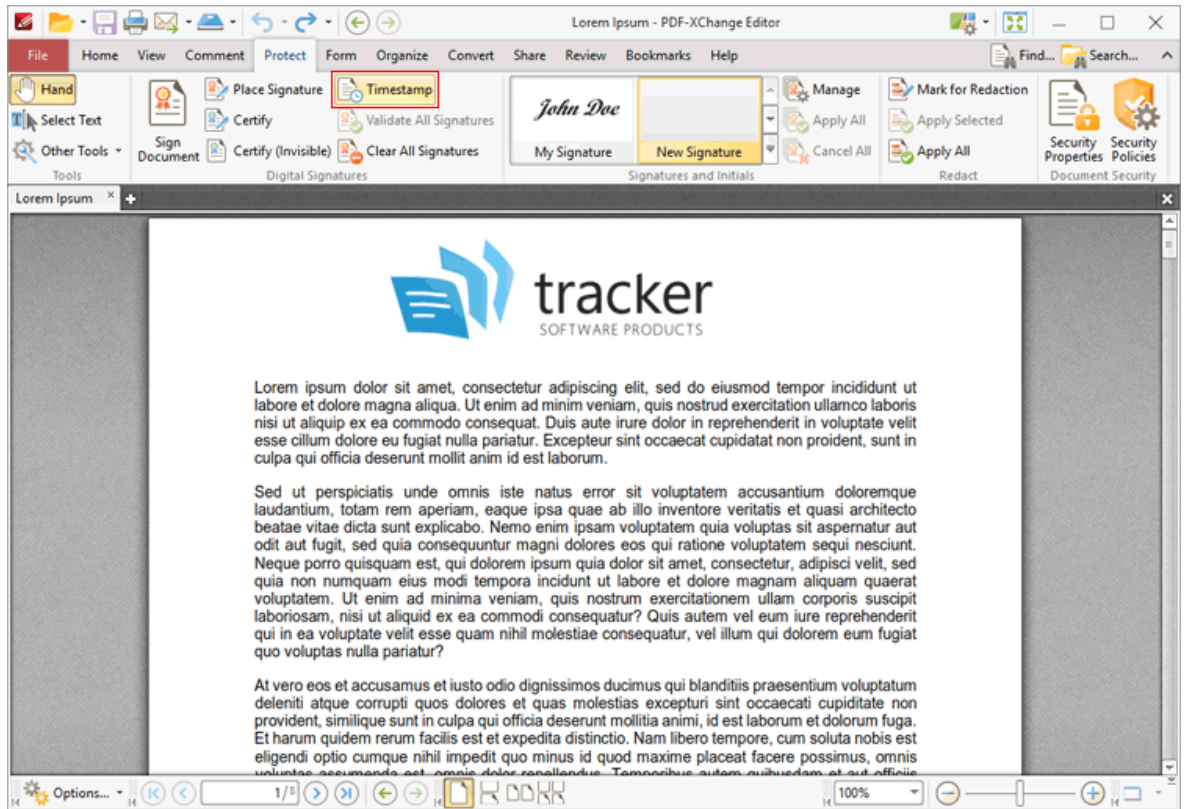 Lorem Ipsum - PDF-XChange Editor
File Home View Comment Protect Form Organize Convert Share Review Bookmarks Help Find... Search...
Hand
Select Text
Other Tools
Tools
Sign Document
Place Signature
Certify
Certify (Invisible)
Timestamp
Validate All Signatures
Clear All Signatures
Digital Signatures
John Doe
My Signature
New Signature
Manage
Apply All
Cancel All
Signatures and Initials
Mark for Redaction
Apply Selected
Apply All
Redact
Security Properties
Security Policies
Document Security
Lorem Ipsum
tracker
SOFTWARE PRODUCTS
Lorem ipsum dolor sit amet, consectetur adipiscing elit, sed do eiusmod tempor incididunt ut
labore et dolore magna aliqua. Ut enim ad minim veniam, quis nostrud exercitation ullamco laboris
nisi ut aliquip ex ea commodo consequat. Duis aute irure dolor in reprehenderit in voluptate velit
esse cillum dolore eu fugiat nulla pariatur. Excepteur sint occaecat cupidatat non proident, sunt in
culpa qui officia deserunt mollit anim id est laborum.
Sed ut perspiciatis unde omnis iste natus error sit voluptatem accusantium doloremque
laudantium, totam rem aperiam, eaque ipsa quae ab illo inventore veritatis et quasi architecto
beatae vitae dicta sunt explicabo. Nemo enim ipsam voluptatem quia voluptas sit aspernatur aut
odit aut fugit, sed quia consequuntur magni dolores eos qui ratione voluptatem sequi nesciunt.
Neque porro quisquam est, qui dolorem ipsum quia dolor sit amet, consectetur, adipisci velit, sed
quia non numquam eius modi tempora incidunt ut labore et dolore magnam aliquam quaerat
voluptatem. Ut enim ad minima veniam, quis nostrum exercitationem ullam corporis suscipit
laboriosam, nisi ut aliquid ex ea commodi consequatur? Quis autem vel eum iure reprehenderit
qui in ea voluptate velit esse quam nihil molestiae consequatur, vel illum qui dolorem eum fugiat
quo voluptas nulla pariatur?
At vero eos et accusamus et iusto odio dignissimos ducimus qui blanditiis praesentium voluptatum
deleniti atque corrupti quos dolores et quas molestias excepturi sint occaecati cupiditate non
provident, similique sunt in culpa qui officia deserunt mollitia animi, id est laborum et dolorum fuga.
Et harum quidem rerum facilis est et expedita distinctio. Nam libero tempore, cum soluta nobis est
eligendi optio cumque nihil impedit quo minus id quod maxime placeat facere possimus, omnis
voluptas assumenda est, omnis dolor repellendus. Temporibus autem quibusdam et aut officiis
Options... 1/5 100%